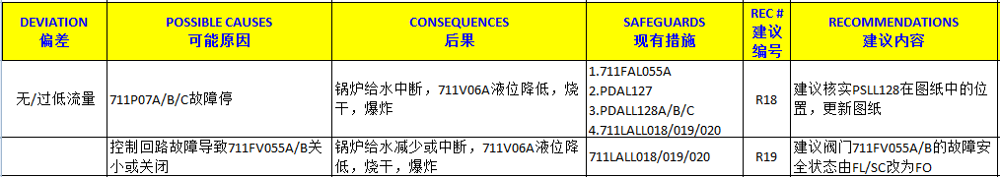 DEVIATION
偏差
POSSIBLE CAUSES
可能原因
CONSEQUENCES
后果
SAFEGUARDS
现有措施
REC #
建议
编号
RECOMMENDATIONS
建议内容
无/过低流量
711P07A/B/C故障停
锅炉给水中断，711V06A液位降低，烧
干，爆炸
1.711FAL055A
2.PDAL127
3.PDALL128A/B/C
4.711LALL018/019/020
R18
建议核实PSLL128在图纸中的位
置，更新图纸
控制回路故障导致711FV055A/B关
小或关闭
锅炉给水减少或中断，711V06A液位降
低，烧干，爆炸
711LALL018/019/020
R19
建议阀门711FV055A/B的故障安
全状态由FL/SC改为FO